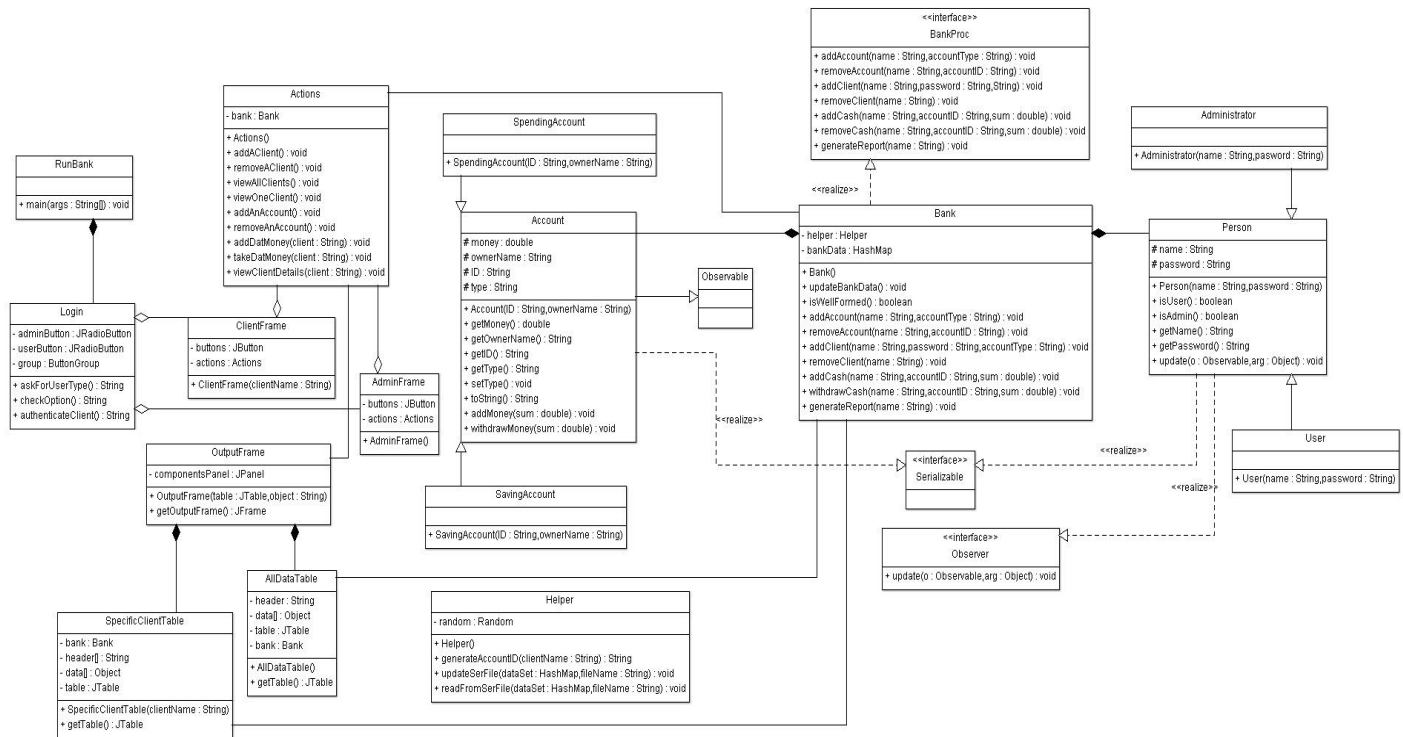 <<interface>>
BankProc
+ addAccount(name : String,accountType : String) : void
+ removeAccount(name : String,accountID : String) : void
+ addClient(name : String,password : String,String) : void
+ removeClient(name : String) : void
+ addCash(name : String,accountID : String,sum : double) : void
+ removeCash(name : String,accountID : String,sum : double) : void
+ generateReport(name : String) : void
<<realize>>
Actions
- bank : Bank
+ Actions()
+ addAClient() : void
+ removeAClient() : void
+ viewAllClients() : void
+ viewOneClient() : void
+ addAnAccount() : void
+ removeAnAccount() : void
+ addDatMoney(client : String) : void
+ takeDatMoney(client : String) : void
+ viewClientDetails(client : String) : void
SpendingAccount
+ SpendingAccount(ID : String,ownerName : String)
Administrator
+ Administrator(name : String,pasword : String)
RunBank
+ main(args : String[]) : void
Account
# money : double
# ownerName : String
# ID : String
# type : String
+ Account(ID : String,ownerName : String)
+ getMoney() : double
+ getOwnerName() : String
+ getID() : String
+ getType() : String
+ setType() : void
+ toString() : String
+ addMoney(sum : double) : void
+ withdrawMoney(sum : double) : void
Observable
Bank
- helper : Helper
- bankData : HashMap
+ Bank()
+ updateBankData() : void
+ isWellFormed() : boolean
+ addAccount(name : String,accountType : String) : void
+ removeAccount(name : String,accountID : String) : void
+ addClient(name : String,password : String,accountType : String) : void
+ removeClient(name : String) : void
+ addCash(name : String,accountID : String,sum : double) : void
+ withdrawCash(name : String,accountID : String,sum : double) : void
+ generateReport(name : String) : void
Person
# name : String
# password : String
+ Person(name : String,password : String)
+ isUser() : boolean
+ isAdmin() : boolean
+ getName() : String
+ getPassword() : String
+ update(o : Observable,arg : Object) : void
Login
- adminButton : JRadioButton
- userButton : JRadioButton
- group : ButtonGroup
+ askForUserType() : String
+ checkOption() : String
+ authenticateClient() : String
ClientFrame
- buttons : JButton
- actions : Actions
+ ClientFrame(clientName : String)
AdminFrame
- buttons : JButton
- actions : Actions
+ AdminFrame()
<<realize>>
<<realize>>
<<realize>>
User
+ User(name : String,password : String)
OutputFrame
- componentsPanel : JPanel
+ OutputFrame(table : JTable,object : String)
+ getOutputFrame() : JFrame
<<interface>>
Serializable
SavingAccount
+ SavingAccount(ID : String,ownerName : String)
<<interface>>
Observer
+ update(o : Observable,arg : Object) : void
AllDataTable
- header : String
- data[] : Object
- table : JTable
- bank : Bank
+ AllDataTable()
+ getTable() : JTable
Helper
- random : Random
+ Helper()
+ generateAccountID(clientName : String) : String
+ updateSerFile(dataSet : HashMap,fileName : String) : void
+ readFromSerFile(dataSet : HashMap,fileName : String) : void
SpecificClientTable
- bank : Bank
- header[] : String
- data[] : Object
- table : JTable
+ SpecificClientTable(clientName : String)
+ getTable() : JTable